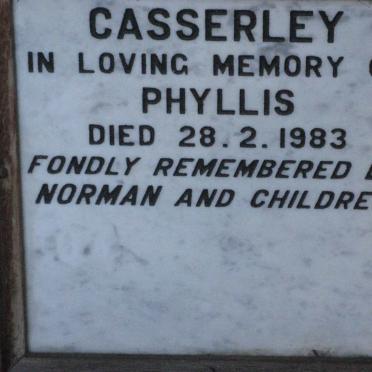 CASSERLEY
IN LOVING MEMORY
PHYLLIS
DIED 28.2.1983
FONDLY REMEMBERED
NORMAN AND CHILDRE